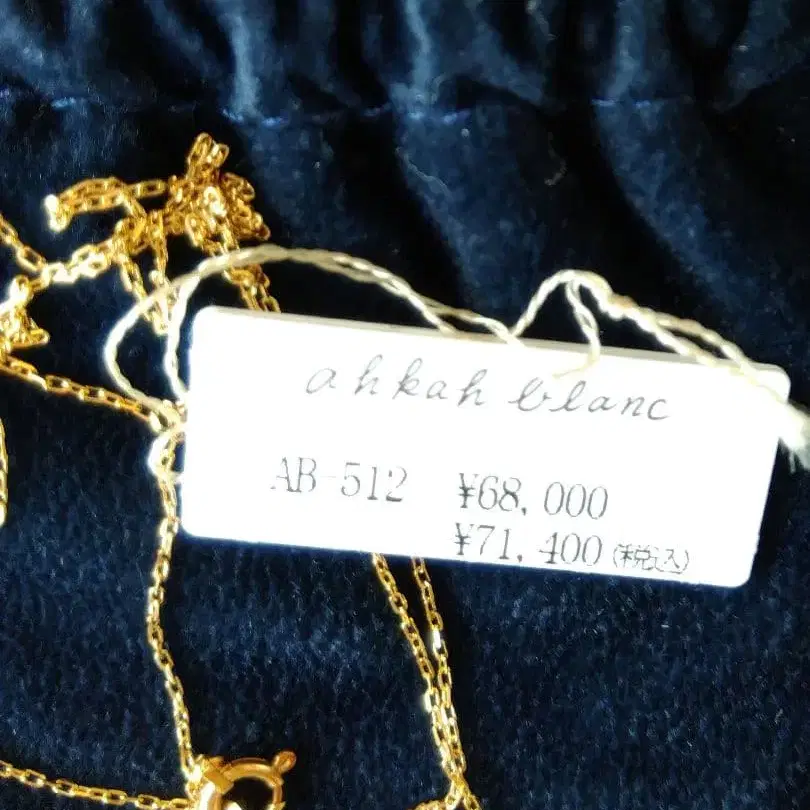 ahkah blanc
AB-512 ¥68,000
¥71,400(税込)